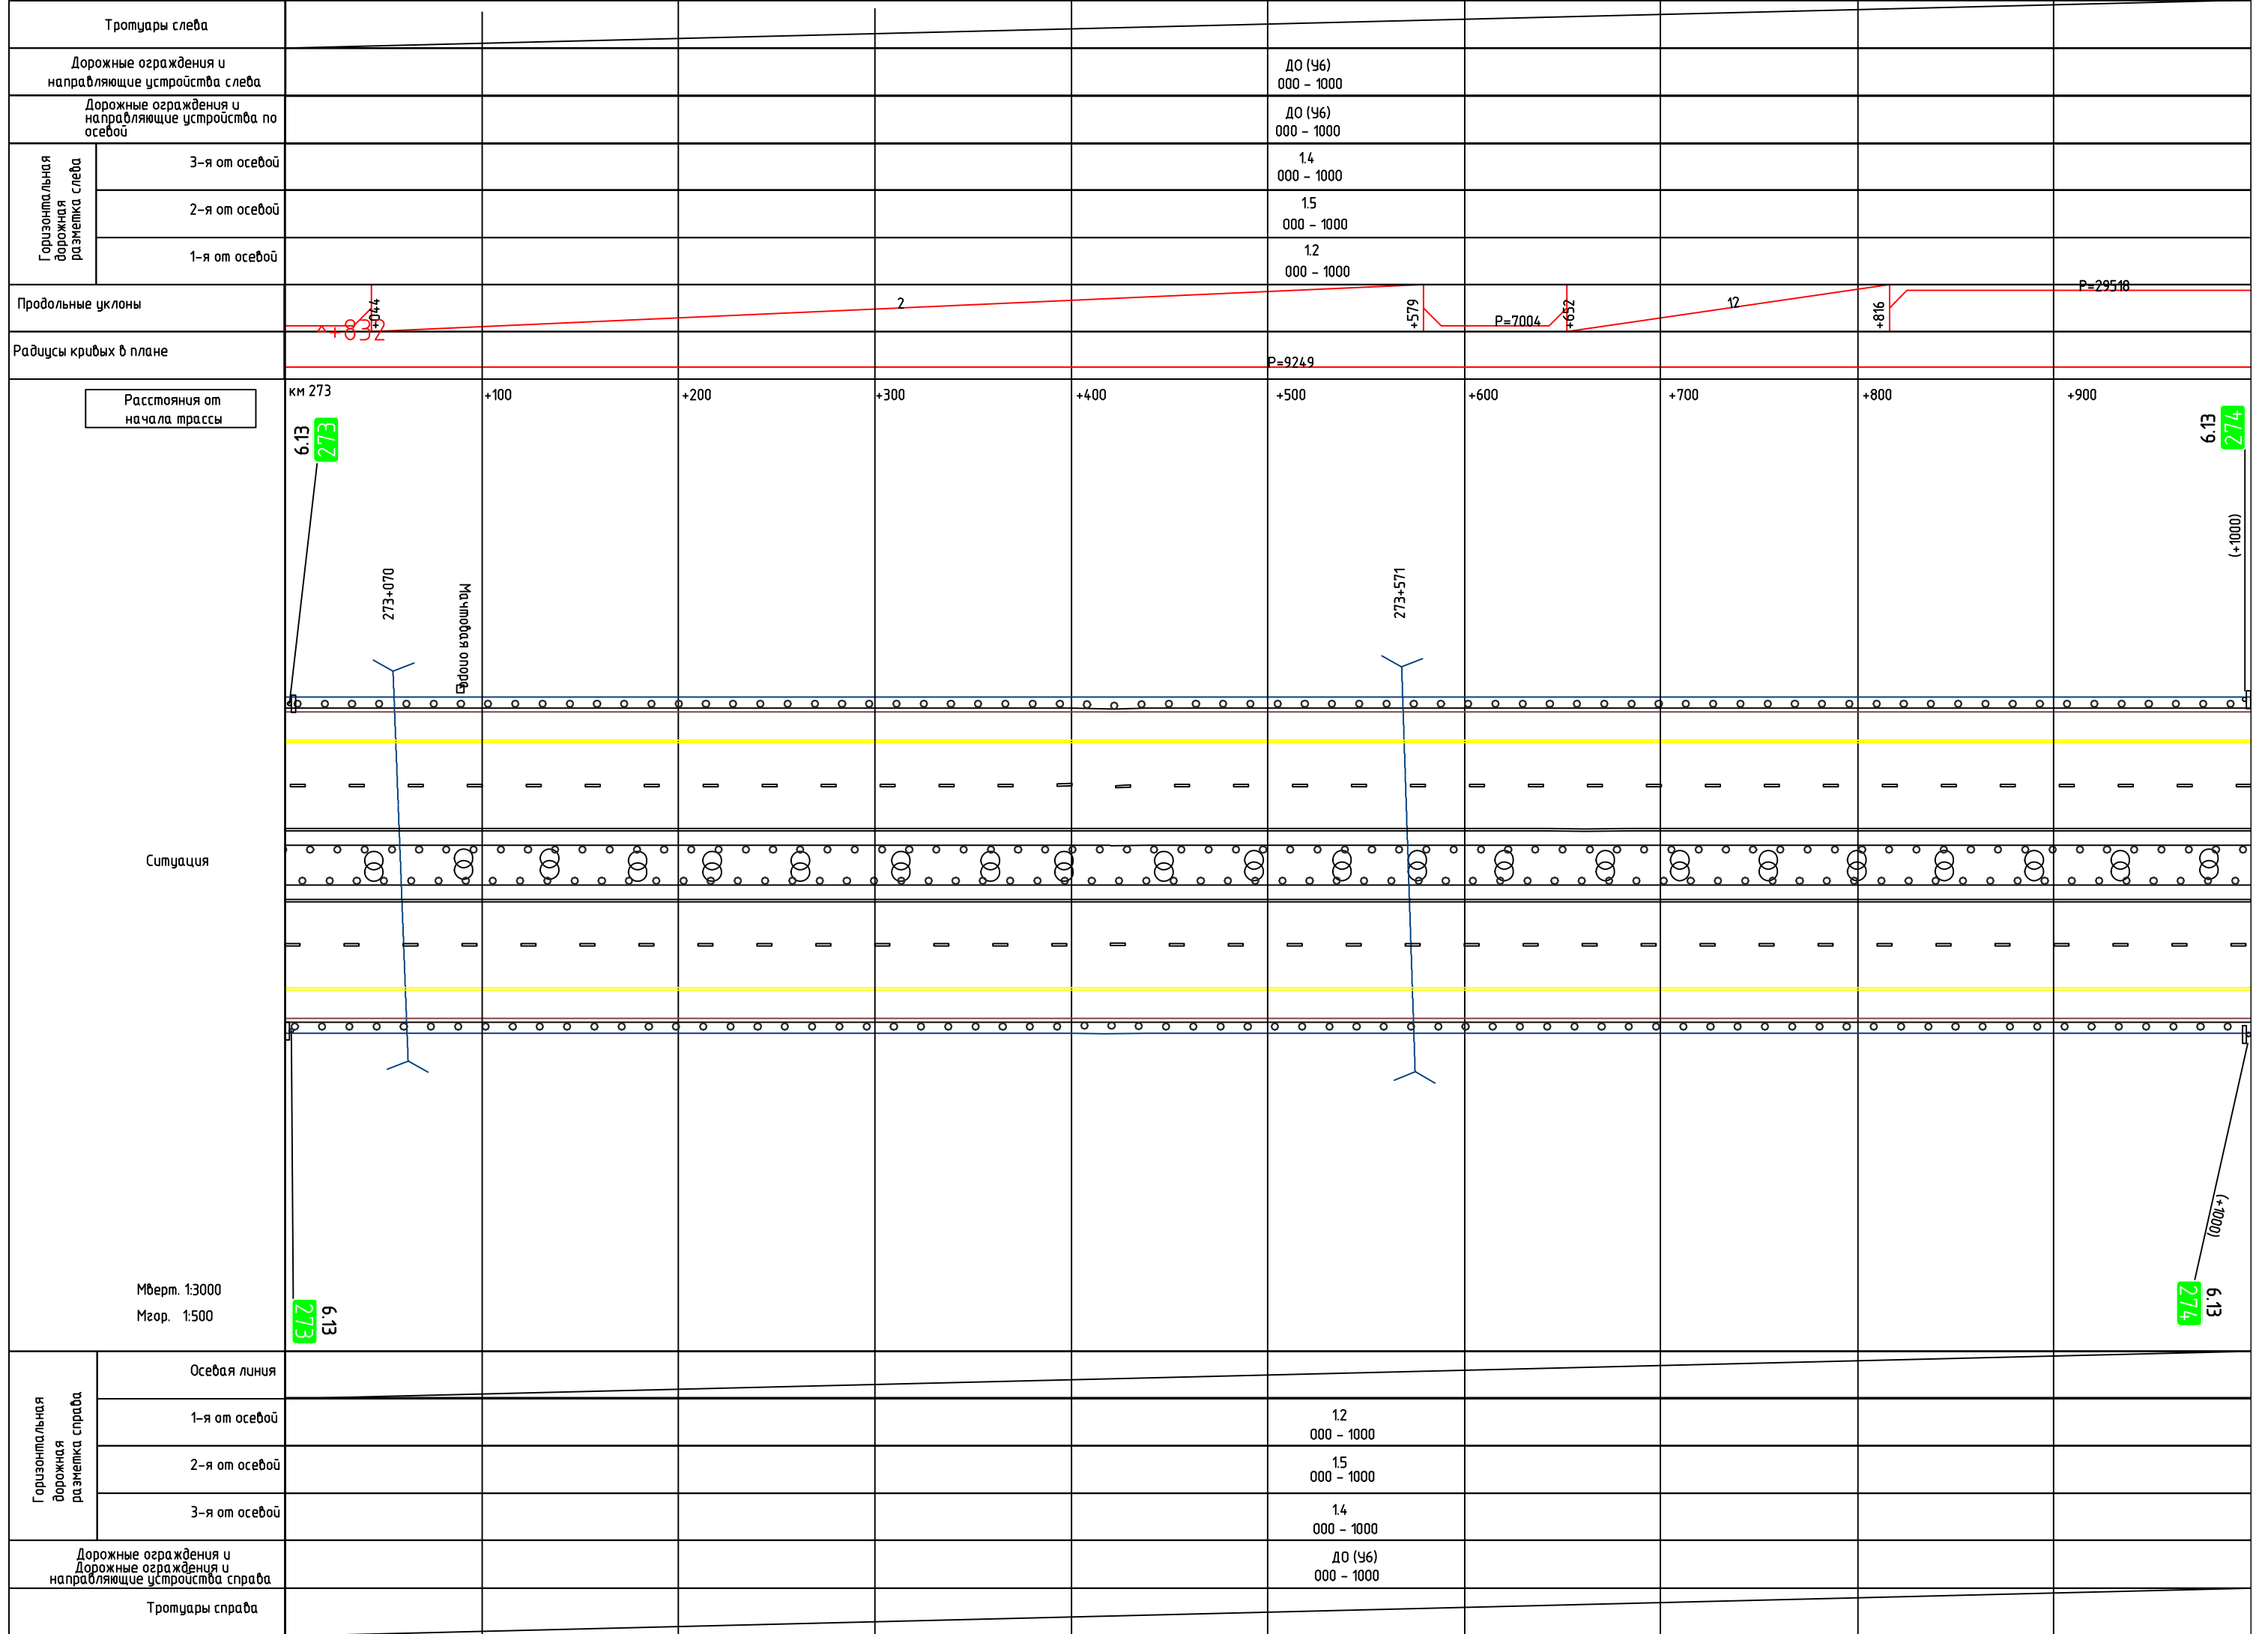 Тротуары слева
Дорожные ограждения и
направляющие устройства слева
ДО (У6)
000 - 1000
Дорожные ограждения и
направляющие устройства по
осевой
ДО (У6)
000 - 1000
Горизонтальная
дорожная
разметка слева
3-я от осевой
1.4
000 - 1000
2-я от осевой
1.5
000 - 1000
1-я от осевой
1.2
000 - 1000
Продольные уклоны
+832
+044
2
+579
Р=7004
+652
12
+816
Р=29518
Радиусы кривых в плане
Р=9249
Расстояния от
начала трассы
км 273
+100
+200
+300
+400
+500
+600
+700
+800
+900
6.13
273
6.13
274
(+1000)
273+070
Мачтовая опора
273+571
Ситуация
Мверт. 1:3000
Мгор. 1:500
273
6.13
(+1000)
274
6.13
Горизонтальная
дорожная
разметка справа
Осевая линия
1-я от осевой
1.2
000 - 1000
2-я от осевой
1.5
000 - 1000
3-я от осевой
1.4
000 - 1000
Дорожные ограждения и
Дорожные ограждения и
направляющие устройства справа
ДО (У6)
000 - 1000
Тротуары справа